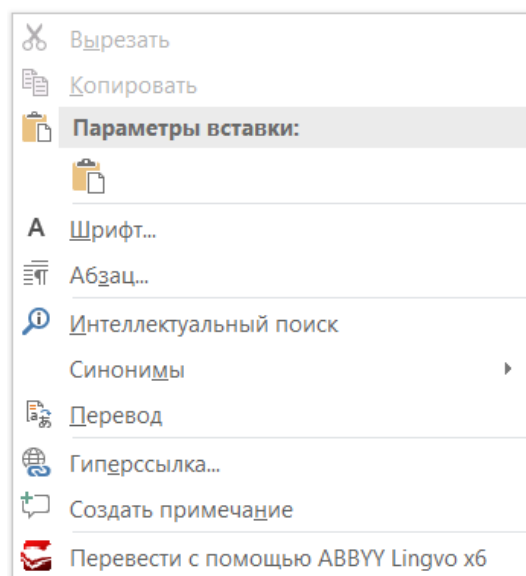 Вырезать
Копировать
Параметры вставки:
Шрифт...
Абзац...
Интеллектуальный поиск
Синонимы
Перевод
Гиперссылка...
Создать примечание
Перевести с помощью ABBYY Lingvo x6